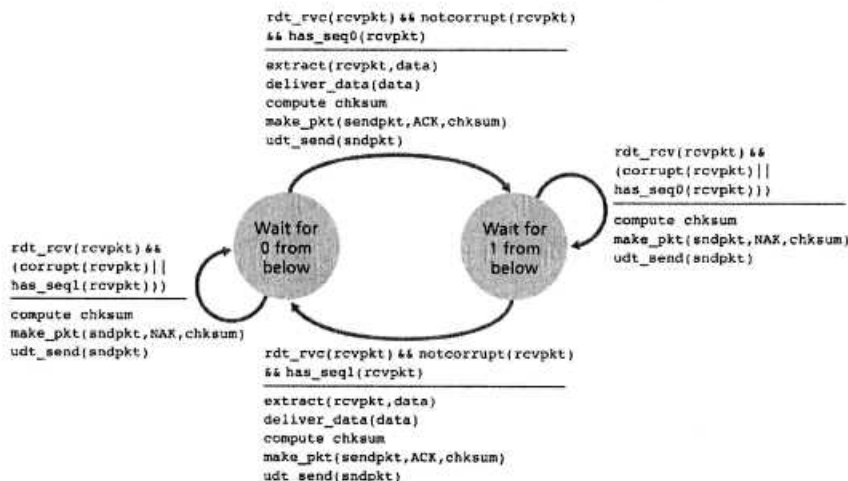 rdt_rvc(rcvpkt) && notcorrupt(rcvpkt)
&& has_seq0(rcvpkt)
extract(rcvpkt,data)
deliver_data(data)
compute chksum
make_pkt(sendpkt,ACK,chksum)
udt_send(sndpkt)
rdt_rcv(rcvpkt) &&
(corrupt(rcvpkt)||
has_seq0(rcvpkt)))
compute chksum
make_pkt(sndpkt,NAK,chksum)
udt_send(sndpkt)
Wait for
0 from
below
Wait for
1 from
below
rdt_rcv(rcvpkt) &&
(corrupt(rcvpkt)||
has_seq1(rcvpkt)))
compute chksum
make_pkt(sndpkt,NAK,chksum)
udt_send(sndpkt)
rdt_rvc(rcvpkt) && notcorrupt(rcvpkt)
&& has_seq1(rcvpkt)
extract(rcvpkt,data)
deliver_data(data)
compute chksum
make_pkt(sendpkt,ACK,chksum)
udt_send(sndpkt)